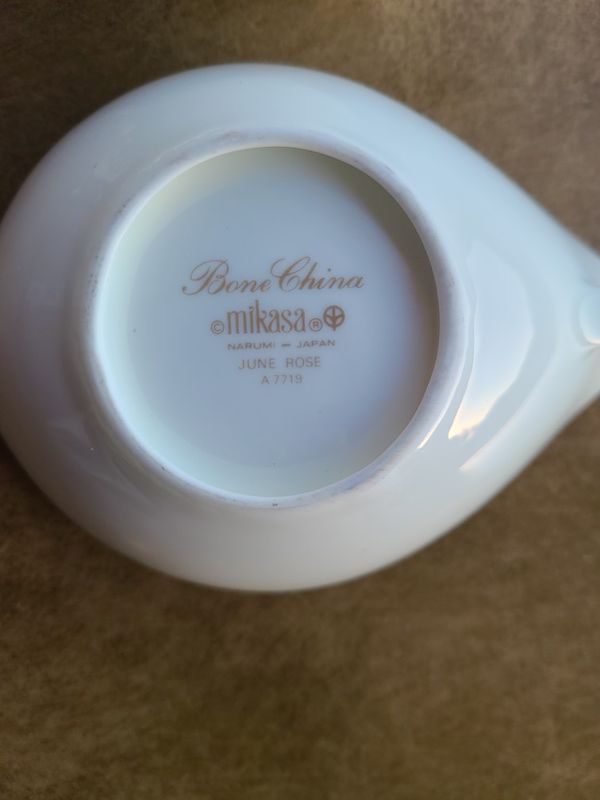 Bone China
©mikasa®
NARUMI – JAPAN
JUNE ROSE
A 7719